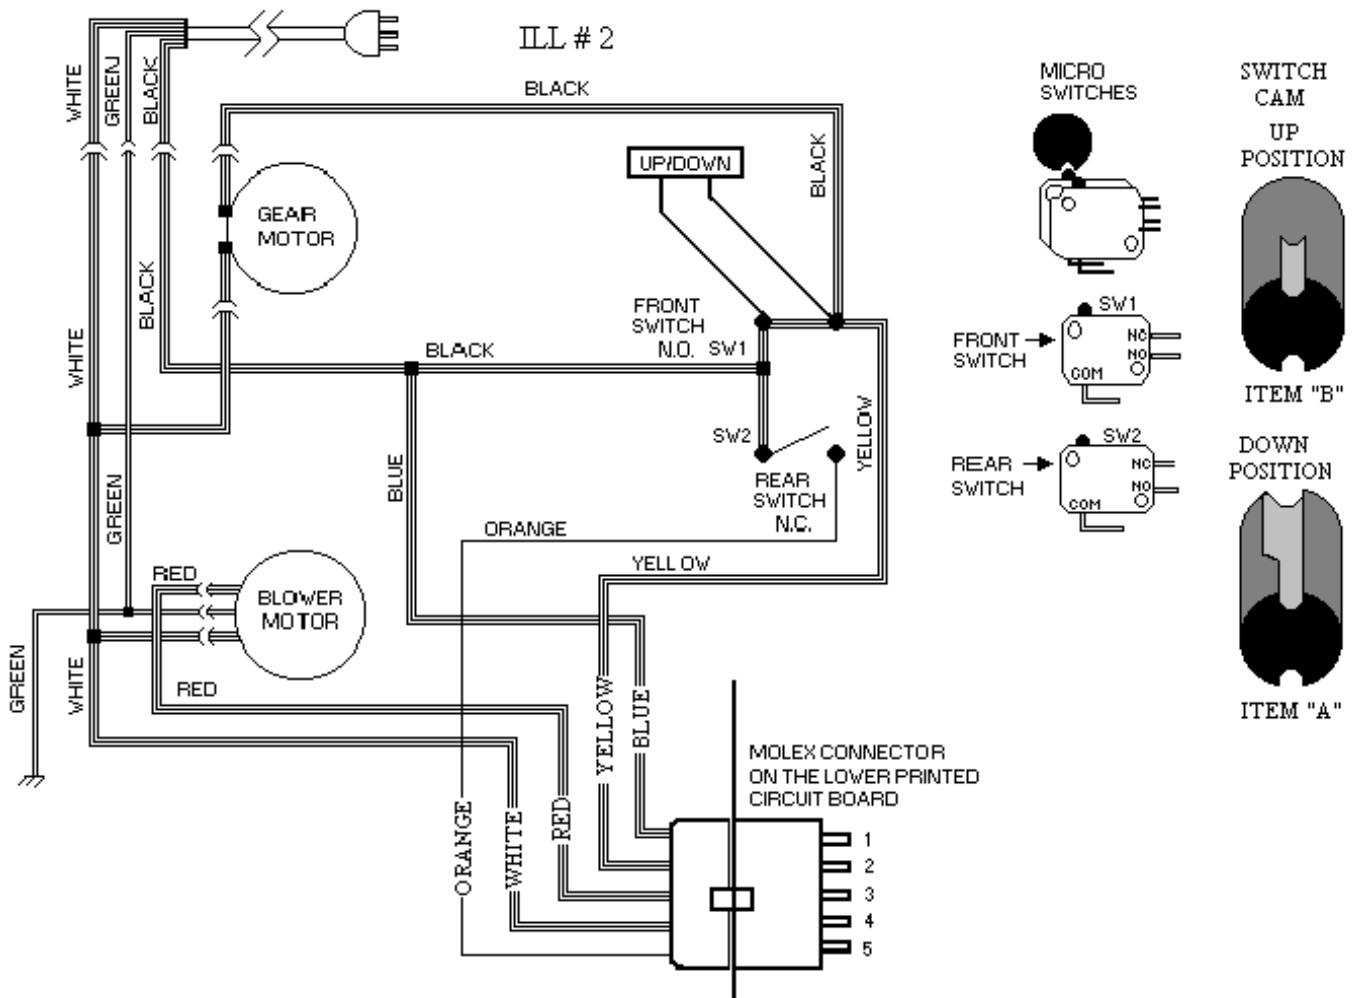 ILL # 2
WHITE
GREEN
BLACK
BLACK
MICRO
SWITCHES
SWITCH
CAM
UP
POSITION
UP/DOWN
BLACK
GEAR
MOTOR
BLACK
WHITE
FRONT
SWITCH
N.O. SW1
BLACK
SW1
FRONT
SWITCH
NC
NO
COM
ITEM "B"
SW2
YELLOW
BLUE
GREEN
REAR
SWITCH
N.C.
SW2
REAR
SWITCH
NC
NO
COM
DOWN
POSITION
ORANGE
YELLOW
RED
BLOWER
MOTOR
GREEN
WHITE
RED
ITEM "A"
YELLOW
BLUE
MOLEX CONNECTOR
ON THE LOWER PRINTED
CIRCUIT BOARD
ORANGE
WHITE
RED
1
2
3
4
5